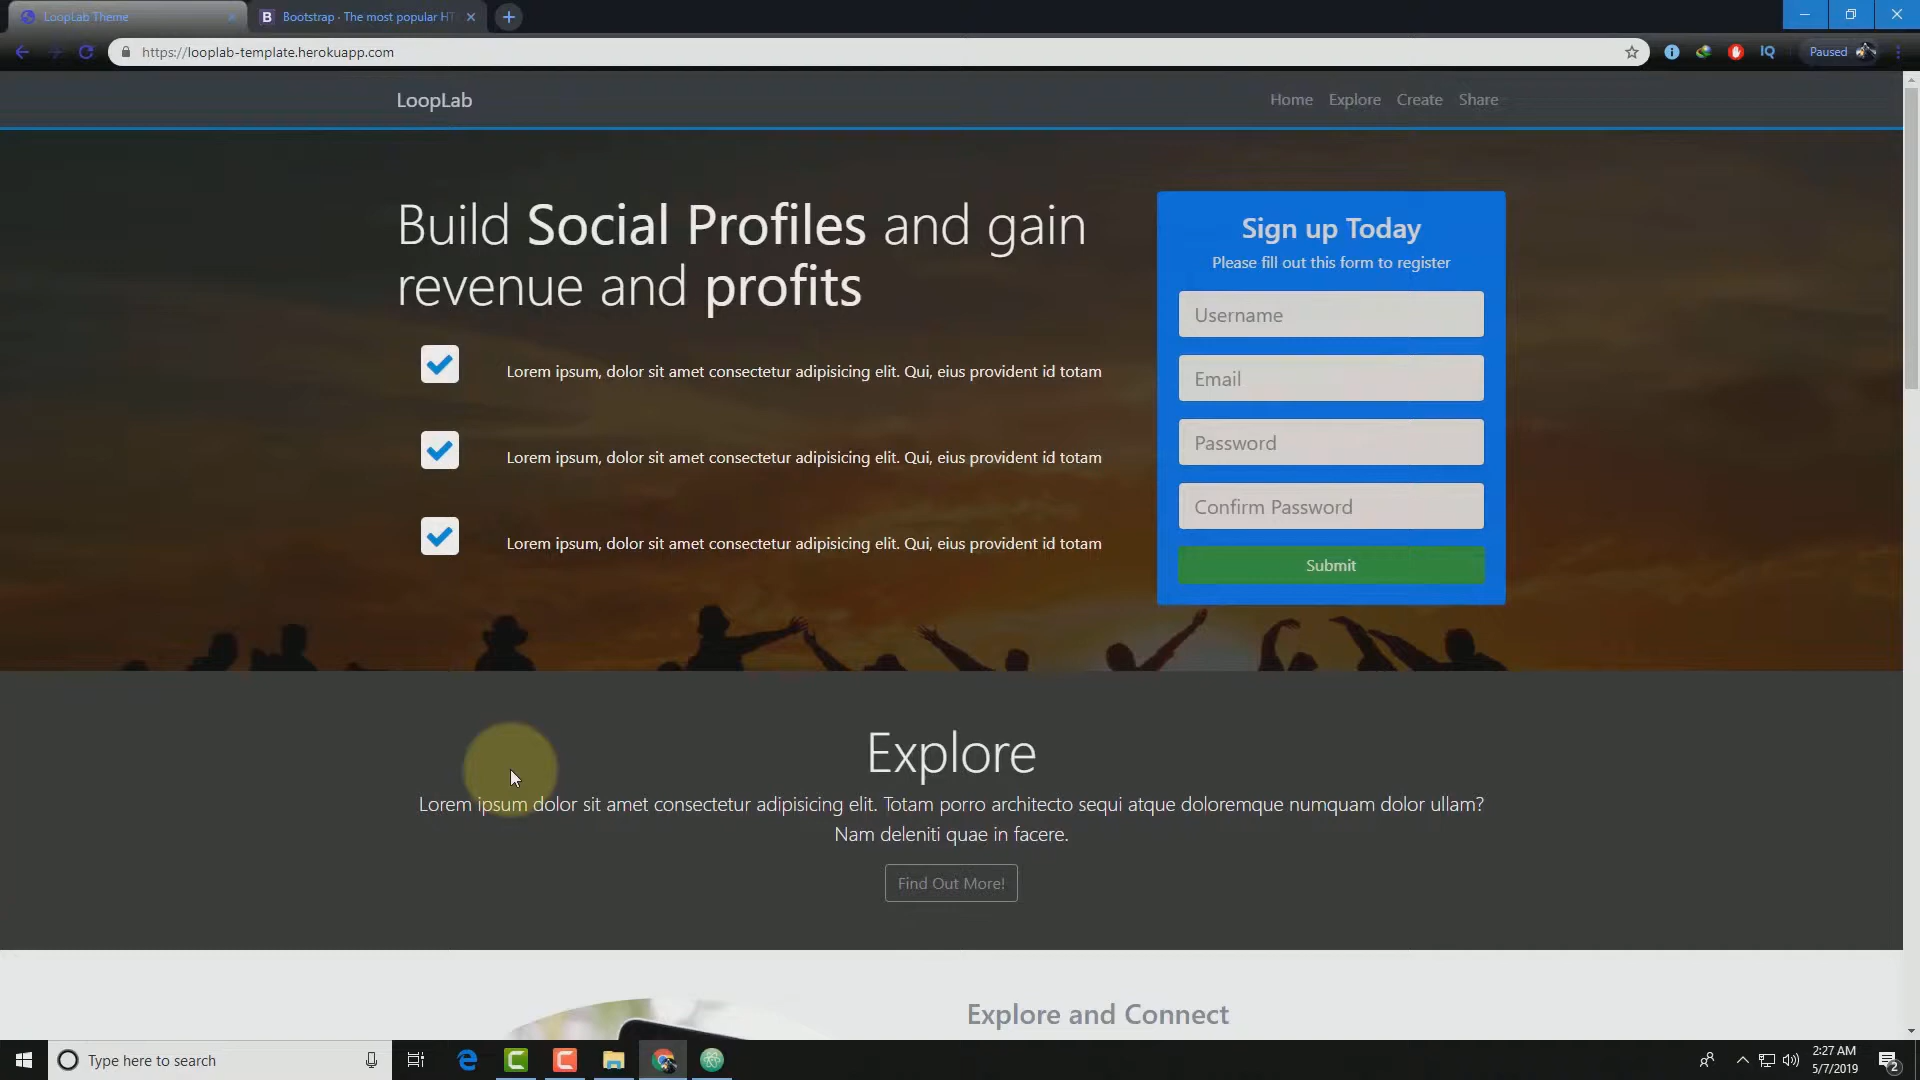 LoopLab Theme
B Bootstrap · The most popular HT
https://looplab-template.herokuapp.com
IQ
Paused
LoopLab
Home Explore Create Share
Build Social Profiles and gain
revenue and profits
Lorem ipsum, dolor sit amet consectetur adipisicing elit. Qui, eius provident id totam
Lorem ipsum, dolor sit amet consectetur adipisicing elit. Qui, eius provident id totam
Lorem ipsum, dolor sit amet consectetur adipisicing elit. Qui, eius provident id totam
Sign up Today
Please fill out this form to register
Username
Email
Password
Confirm Password
Submit
Explore
Lorem ipsum dolor sit amet consectetur adipisicing elit. Totam porro architecto sequi atque doloremque numquam dolor ullam?
Nam deleniti quae in facere.
Find Out More!
Explore and Connect
Type here to search
2:27 AM
5/7/2019
2